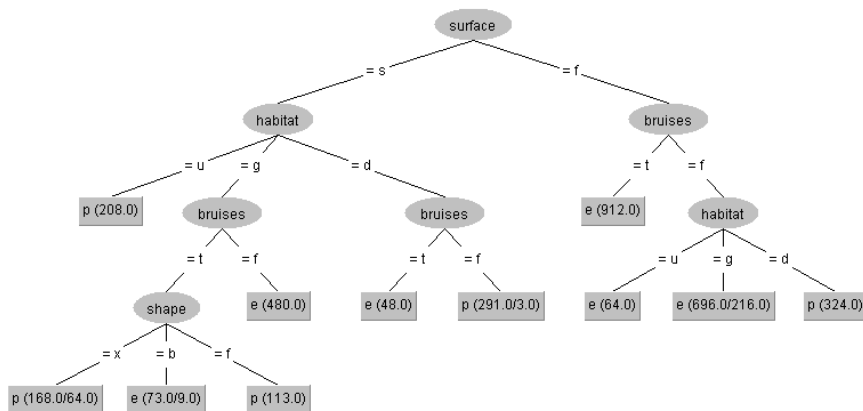 surface
= s = f
habitat bruises
= u = g = d = t = f
p (208.0) bruises bruises e (912.0) habitat
= t = f = t = f = u = g = d
shape e (480.0) e (48.0) p (291.0/3.0) e (64.0) e (696.0/216.0) p (324.0)
= x = b = f
p (168.0/64.0) e (73.0/9.0) p (113.0)